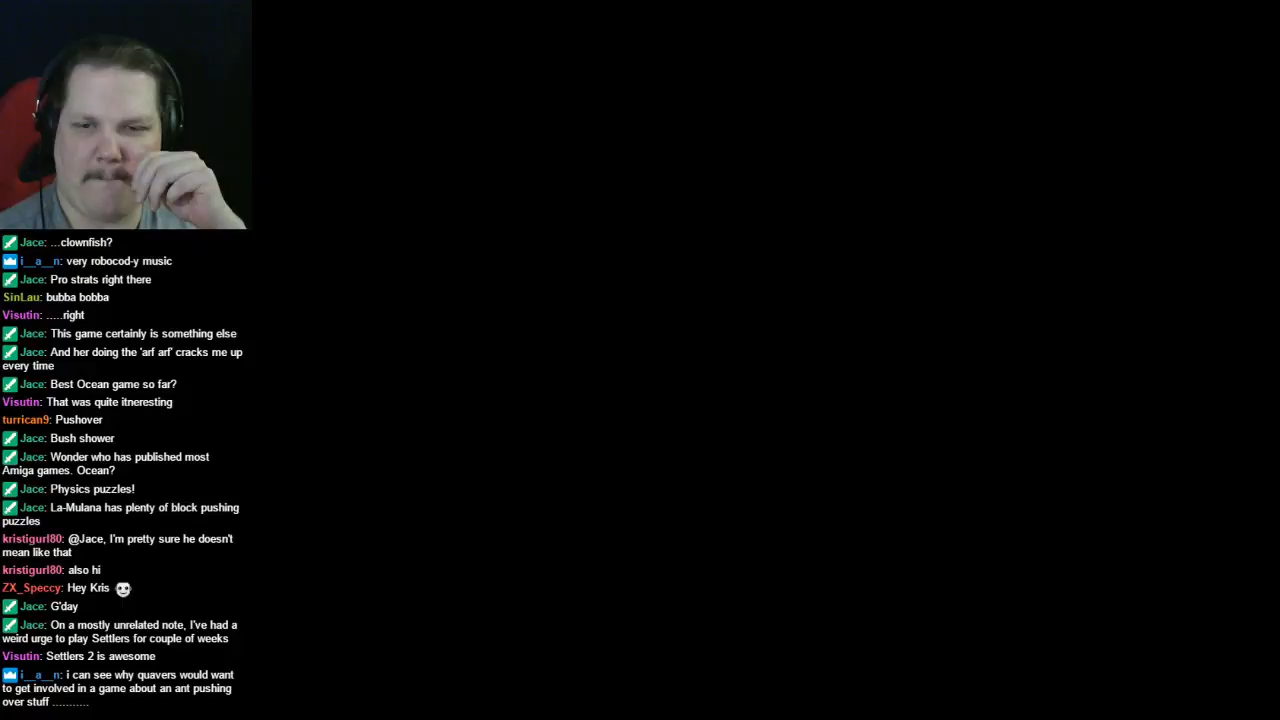 Jace: ...clownfish?
i__a__n: very robocod-y music
Jace: Pro strats right there
SinLau: bubba bobba
Visutin: .....right
Jace: This game certainly is something else
Jace: And her doing the 'arf arf' cracks me up
every time
Jace: Best Ocean game so far?
Visutin: That was quite itneresting
turrican9: Pushover
Jace: Bush shower
Jace: Wonder who has published most
Amiga games. Ocean?
Jace: Physics puzzles!
Jace: La-Mulana has plenty of block pushing
puzzles
kristigurl80: @Jace, I'm pretty sure he doesn't
mean like that
kristigurl80: also hi
ZX_Speccy: Hey Kris
Jace: G'day
Jace: On a mostly unrelated note, I've had a
weird urge to play Settlers for couple of weeks
Visutin: Settlers 2 is awesome
i__a__n: i can see why quavers would want
to get involved in a game about an ant pushing
over stuff ...........